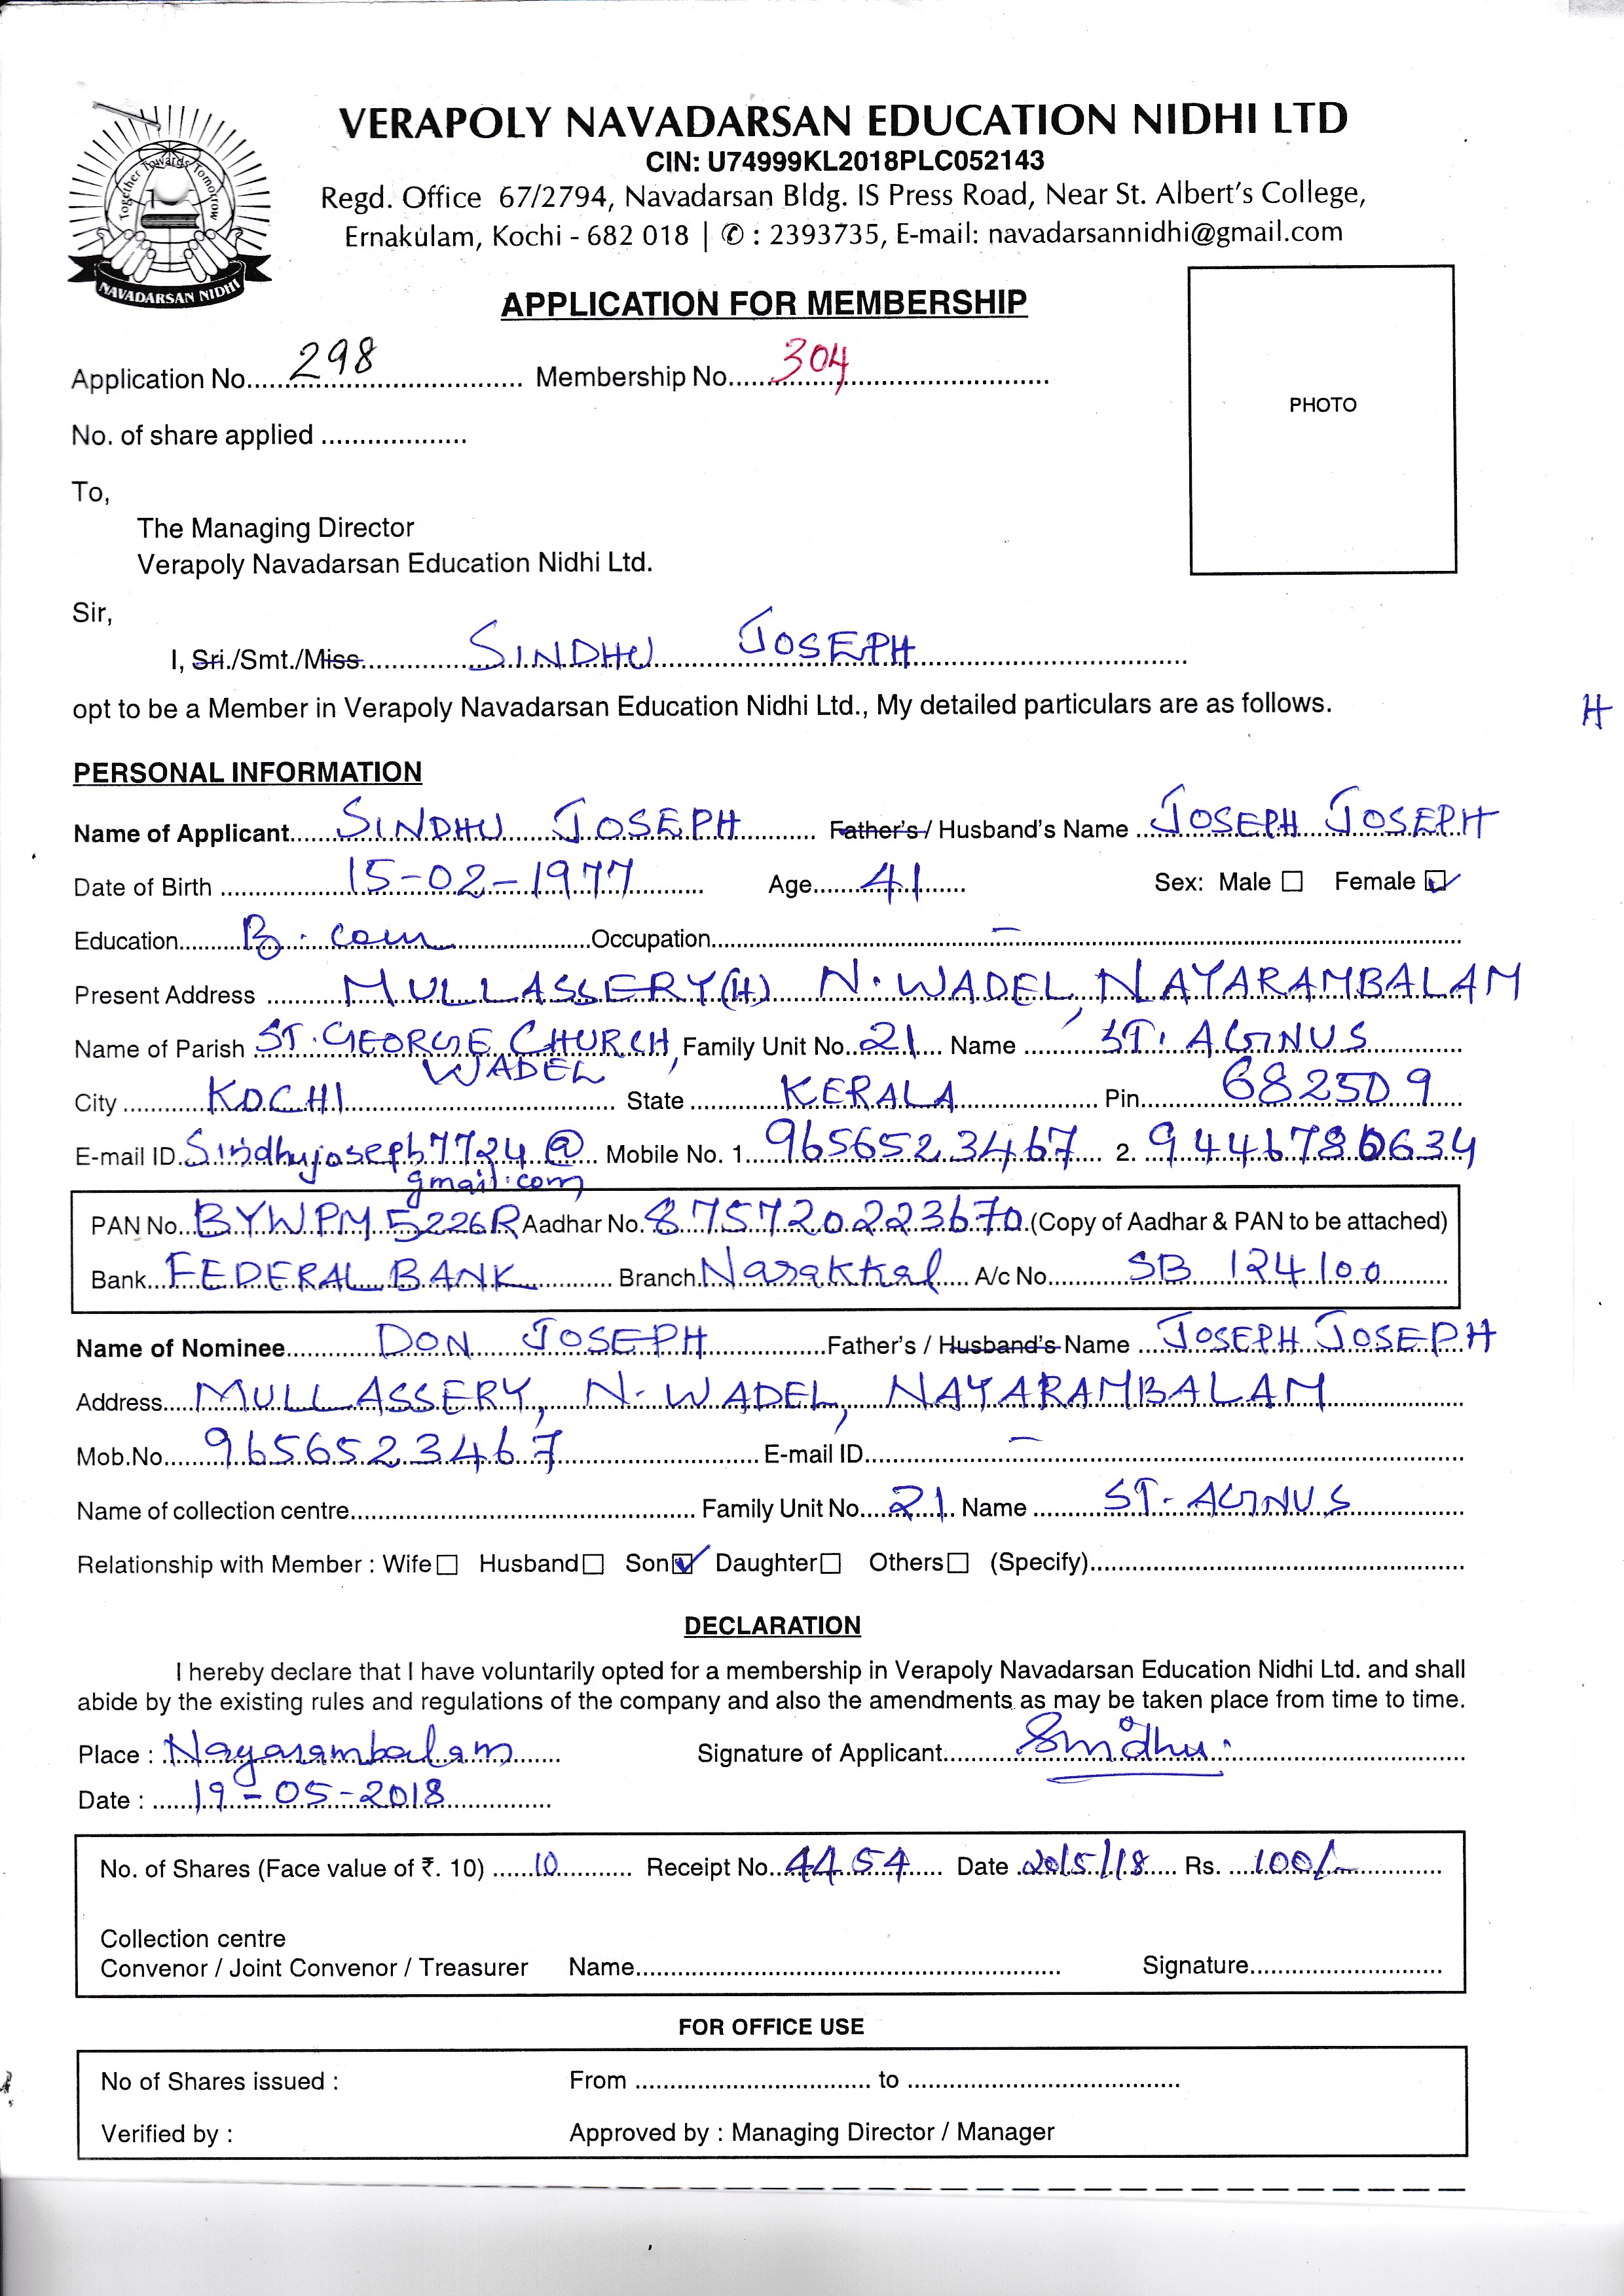 Together Towards Tomorrow
NAVADARSAN NIDHI
VERAPOLY NAVADARSAN EDUCATION NIDHI LTD
CIN: U74999KL2018PLC052143
Regd. Office 67/2794, Navadarsan Bldg. IS Press Road, Near St. Albert's College,
Ernakulam, Kochi - 682 018 | ✆ : 2393735, E-mail: navadarsannidhi@gmail.com
APPLICATION FOR MEMBERSHIP
Application No. 298 Membership No. 304
PHOTO
No. of share applied
To,
The Managing Director
Verapoly Navadarsan Education Nidhi Ltd.
Sir,
I, Sri./Smt./Miss SINDHU JOSEPH
opt to be a Member in Verapoly Navadarsan Education Nidhi Ltd., My detailed particulars are as follows.
H
PERSONAL INFORMATION
Name of Applicant SINDHU JOSEPH Father's / Husband's Name JOSEPH JOSEPH
Date of Birth 15-02-1977 Age 41 Sex: Male Female
Education B.com Occupation –
Present Address MULLASSERY(H) N.WADEL, NAYARAMBALAM
Name of Parish ST.GEORGE CHURCH, Family Unit No. 21 Name ST. AGNUS
WADEL
City KOCHI State KERALA Pin 682509
E-mail ID Sindhujoseph7724@ Mobile No. 1 9656523467 2. 9446780634
gmail.com
PAN No. BYWPM5226R Aadhar No. 875720223670 (Copy of Aadhar & PAN to be attached)
Bank FEDERAL BANK Branch Narakkal A/c No. SB 124100
Name of Nominee DON JOSEPH Father's / Husband's Name JOSEPH JOSEPH
Address MULLASSERY, N.WADEL, NAYARAMBALAM
Mob.No. 9656523467 E-mail ID –
Name of collection centre Family Unit No. 21 Name ST. AGNUS
Relationship with Member : Wife Husband Son Daughter Others (Specify)
DECLARATION
I hereby declare that I have voluntarily opted for a membership in Verapoly Navadarsan Education Nidhi Ltd. and shall
abide by the existing rules and regulations of the company and also the amendments as may be taken place from time to time.
Place : Nayarambalam Signature of Applicant Sindhu.
Date : 19-05-2018
No. of Shares (Face value of ₹. 10) 10 Receipt No. 4454 Date 20/5/18 Rs. 100/-
Collection centre
Convenor / Joint Convenor / Treasurer Name Signature
FOR OFFICE USE
No of Shares issued : From to
Verified by : Approved by : Managing Director / Manager